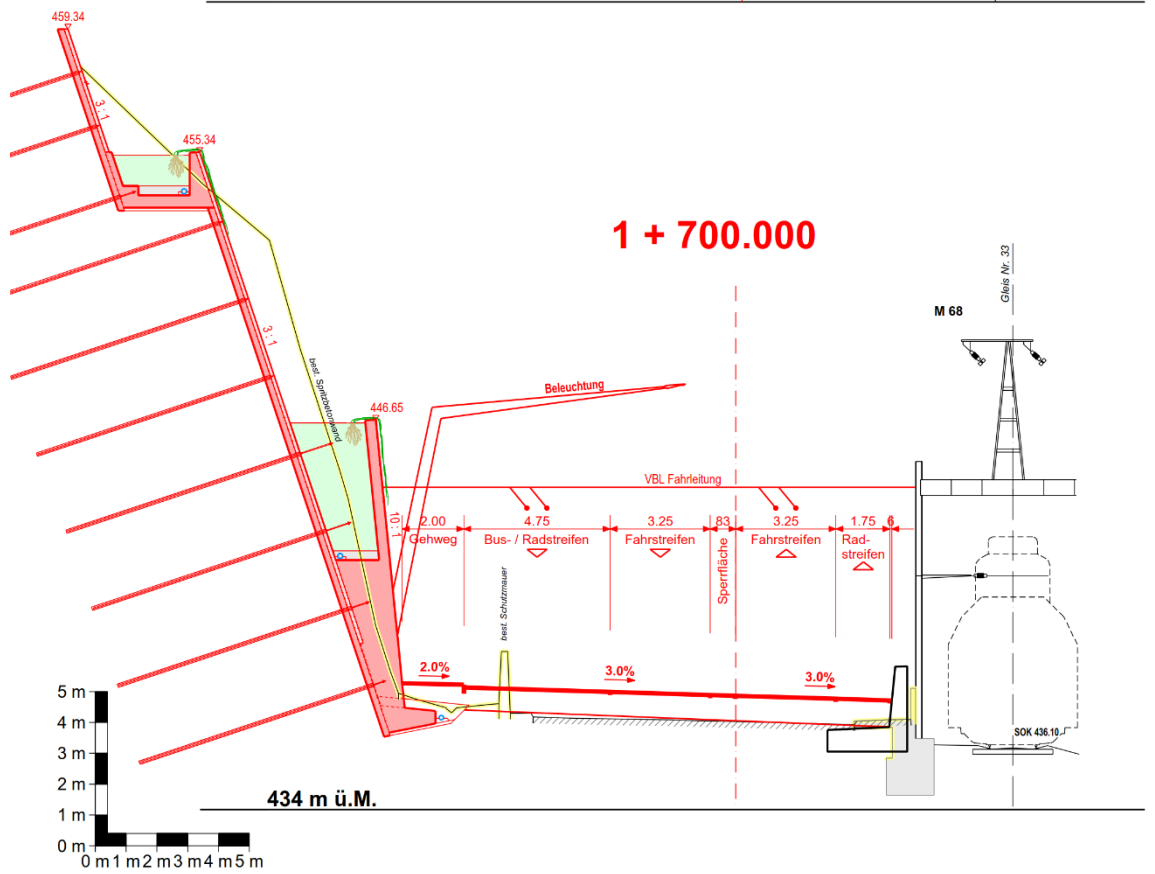 459.34
3 : 1
455.34
1 + 700.000
Gleis Nr. 33
M 68
3 : 1
best. Spritzbetonwand
Beleuchtung
446.65
VBL Fahrleitung
10 : 1
2.00 4.75 3.25 83 3.25 1.75 6
Gehweg Bus- / Radstreifen Fahrstreifen Sperrfläche Fahrstreifen Rad-
streifen
best. Schutzmauer
2.0% 3.0% 3.0%
SOK 436.10
5 m
4 m
3 m
2 m
1 m
0 m
434 m ü.M.
0 m 1 m 2 m 3 m 4 m 5 m